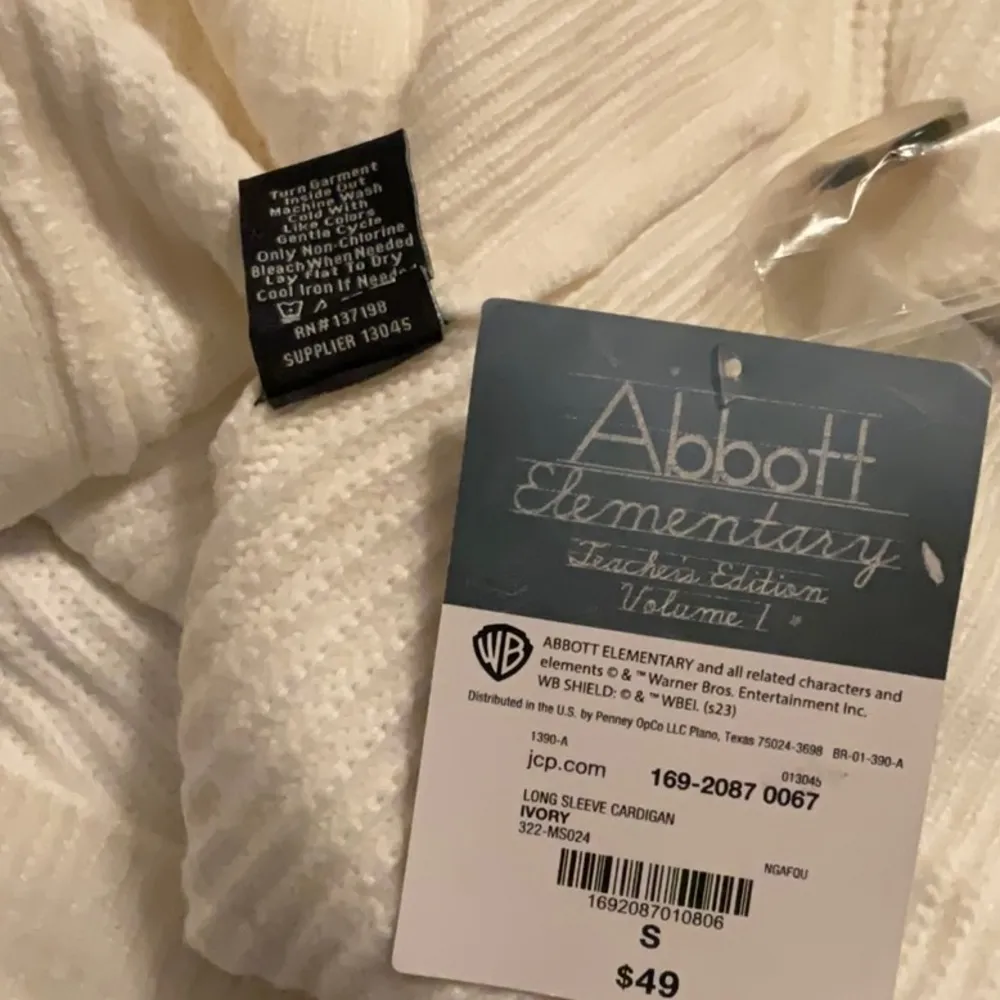 Turn Garment
Inside Out
Machine Wash
Cold With
Like Colors
Gentle Cycle
Only Non-Chlorine
Bleach When Needed
Lay Flat To Dry
Cool Iron If Needed
RN# 137198
SUPPLIER 13045
Abbott
Elementary
Teacher's Edition
Volume 1
WB
ABBOTT ELEMENTARY and all related characters and
elements © & ™ Warner Bros. Entertainment Inc.
WB SHIELD: © & ™ WBEI. (s23)
Distributed in the U.S. by Penney OpCo LLC Plano, Texas 75024-3698 BR-01-390-A
1390-A
013045
jcp.com 169-2087 0067
LONG SLEEVE CARDIGAN
IVORY
322-MS024
NGAFOU
1692087010806
S
$49